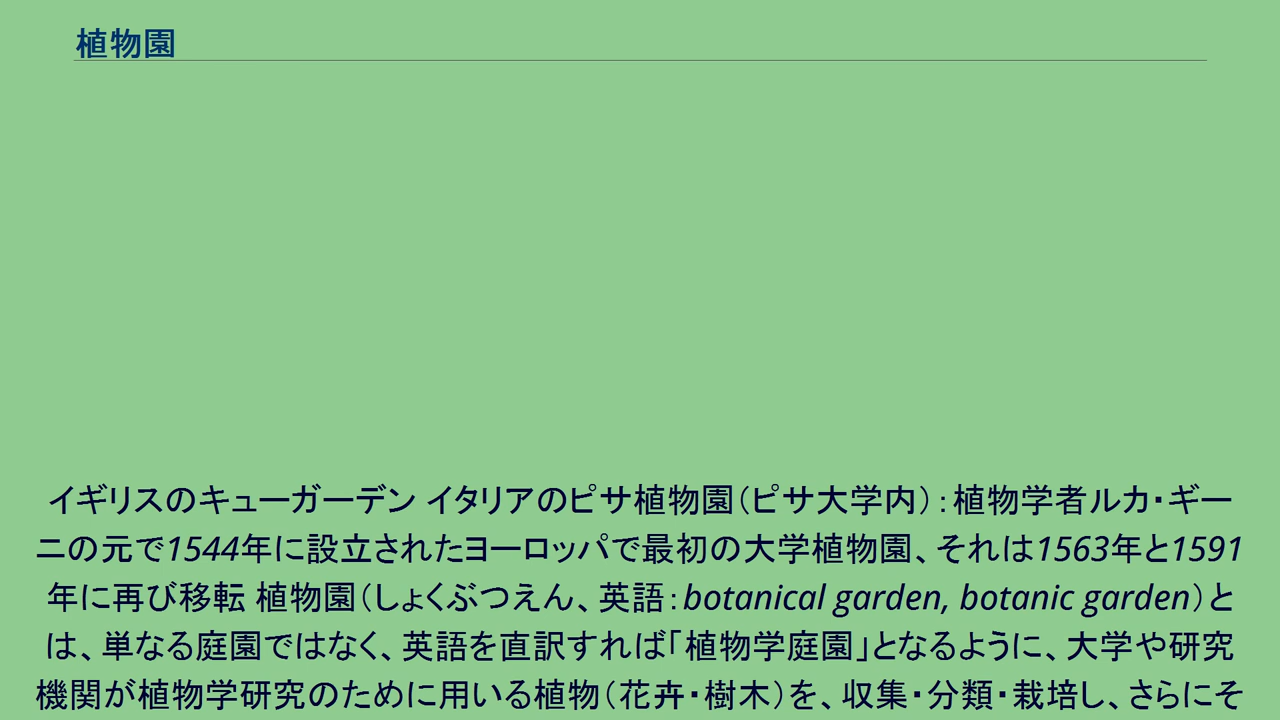 植物園
イギリスのキューガーデン イタリアのピサ植物園（ピサ大学内）：植物学者ルカ・ギー
ニの元で1544年に設立されたヨーロッパで最初の大学植物園、それは1563年と1591
年に再び移転 植物園（しょくぶつえん、英語：botanical garden, botanic garden）と
は、単なる庭園ではなく、英語を直訳すれば「植物学庭園」となるように、大学や研究
機関が植物学研究のために用いる植物（花卉・樹木）を、収集・分類・栽培し、さらにそ